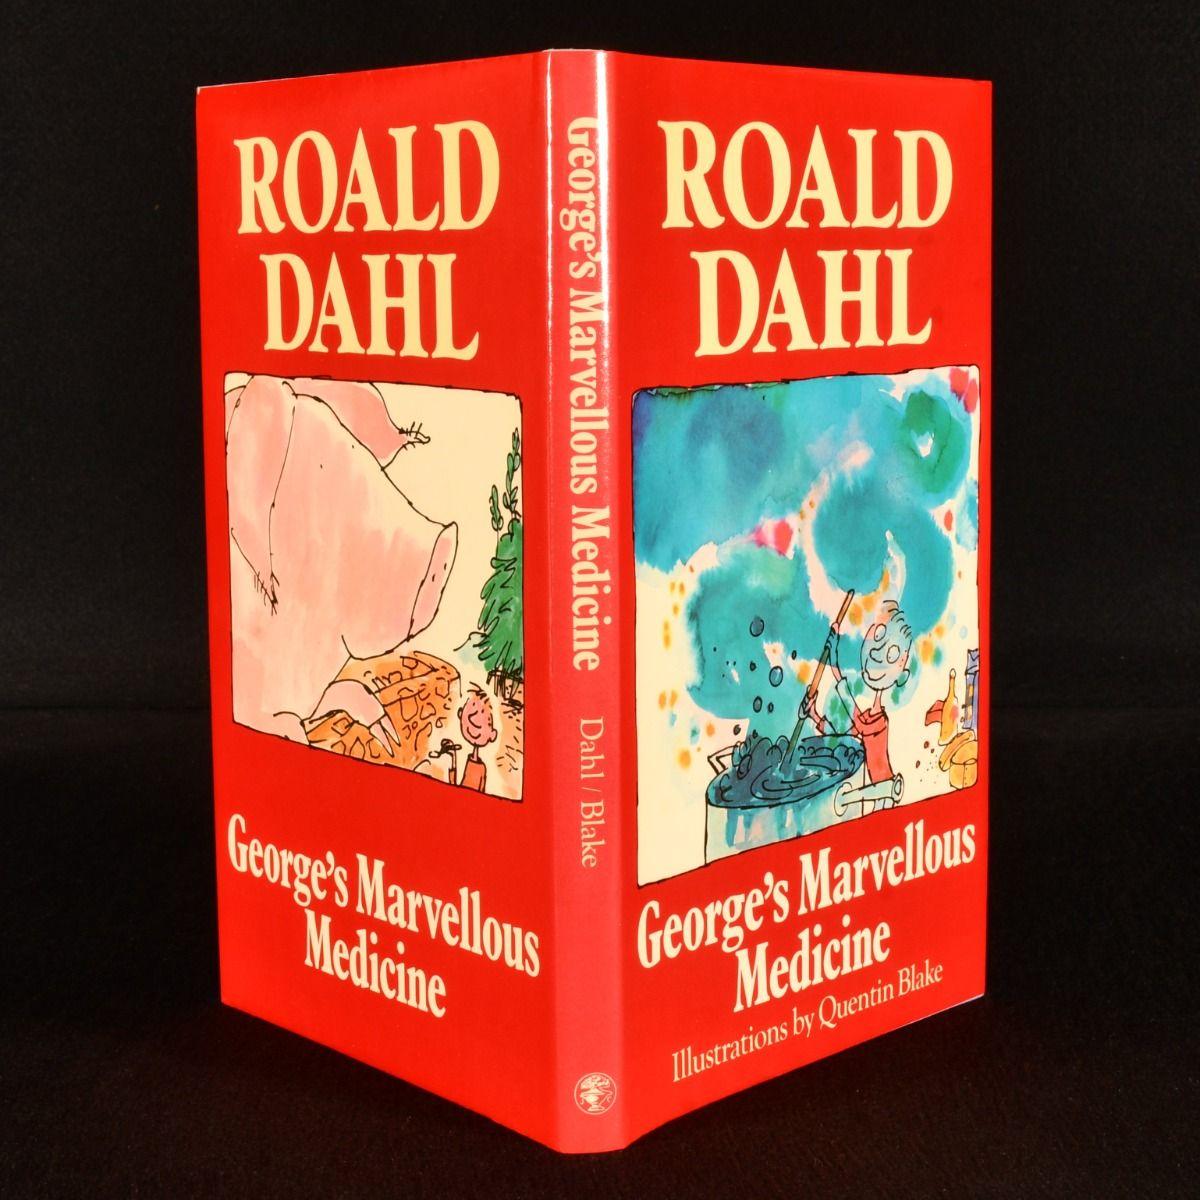 ROALD
DAHL
George's Marvellous
Medicine
George's Marvellous Medicine Dahl / Blake
ROALD
DAHL
George's Marvellous
Medicine
Illustrations by Quentin Blake